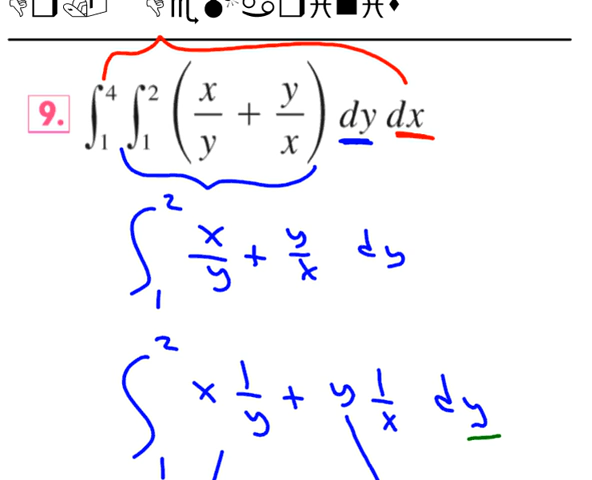 9. ∫₁⁴ ∫₁² (x/y + y/x) dy dx
∫₁² x/y + y/x dy
∫₁² x 1/y + y 1/x dy